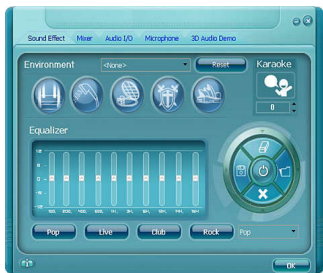 Sound Effect Mixer Audio I/O Microphone 3D Audio Demo
Environment <None> Reset Karaoke
0
Equalizer
Pop Live Club Rock Pop
OK